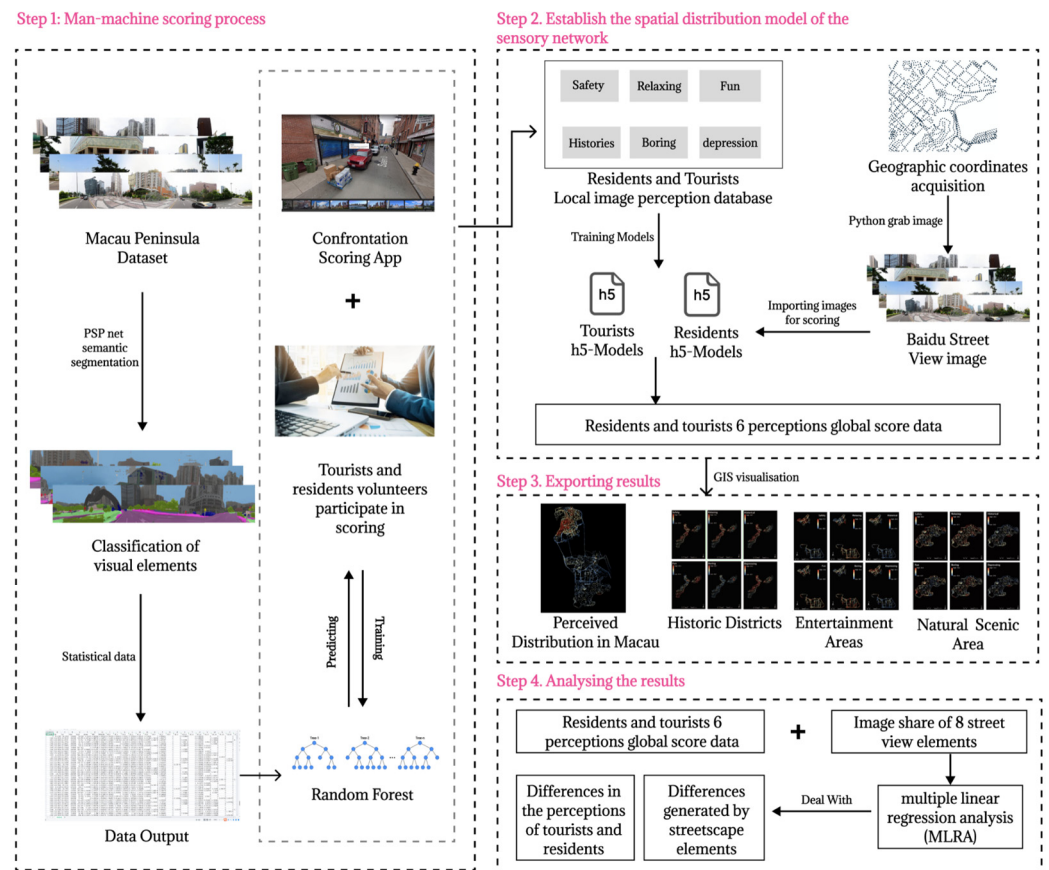 Step 1: Man-machine scoring process
Macau Peninsula
Dataset
PSP net
semantic
segmentation
Classification of
visual elements
Statistical data
Data Output
Confrontation
Scoring App
+
Tourists and
residents volunteers
participate in
scoring
Predicting
Training
Random Forest
Step 2. Establish the spatial distribution model of the
sensory network
Safety
Relaxing
Fun
Histories
Boring
depression
Residents and Tourists
Local image perception database
Training Models
h5
h5
Tourists
h5-Models
Residents
h5-Models
Geographic coordinates
acquisition
Python grab image
Importing images
for scoring
Baidu Street
View image
Residents and tourists 6 perceptions global score data
GIS visualisation
Step 3. Exporting results
Perceived
Distribution in Macau
Historic Districts
Entertainment
Areas
Natural Scenic
Area
Step 4. Analysing the results
Residents and tourists 6
perceptions global score data
+
Image share of 8 street
view elements
Differences in
the perceptions
of tourists and
residents
Differences
generated by
streetscape
elements
Deal With
multiple linear
regression analysis
(MLRA)